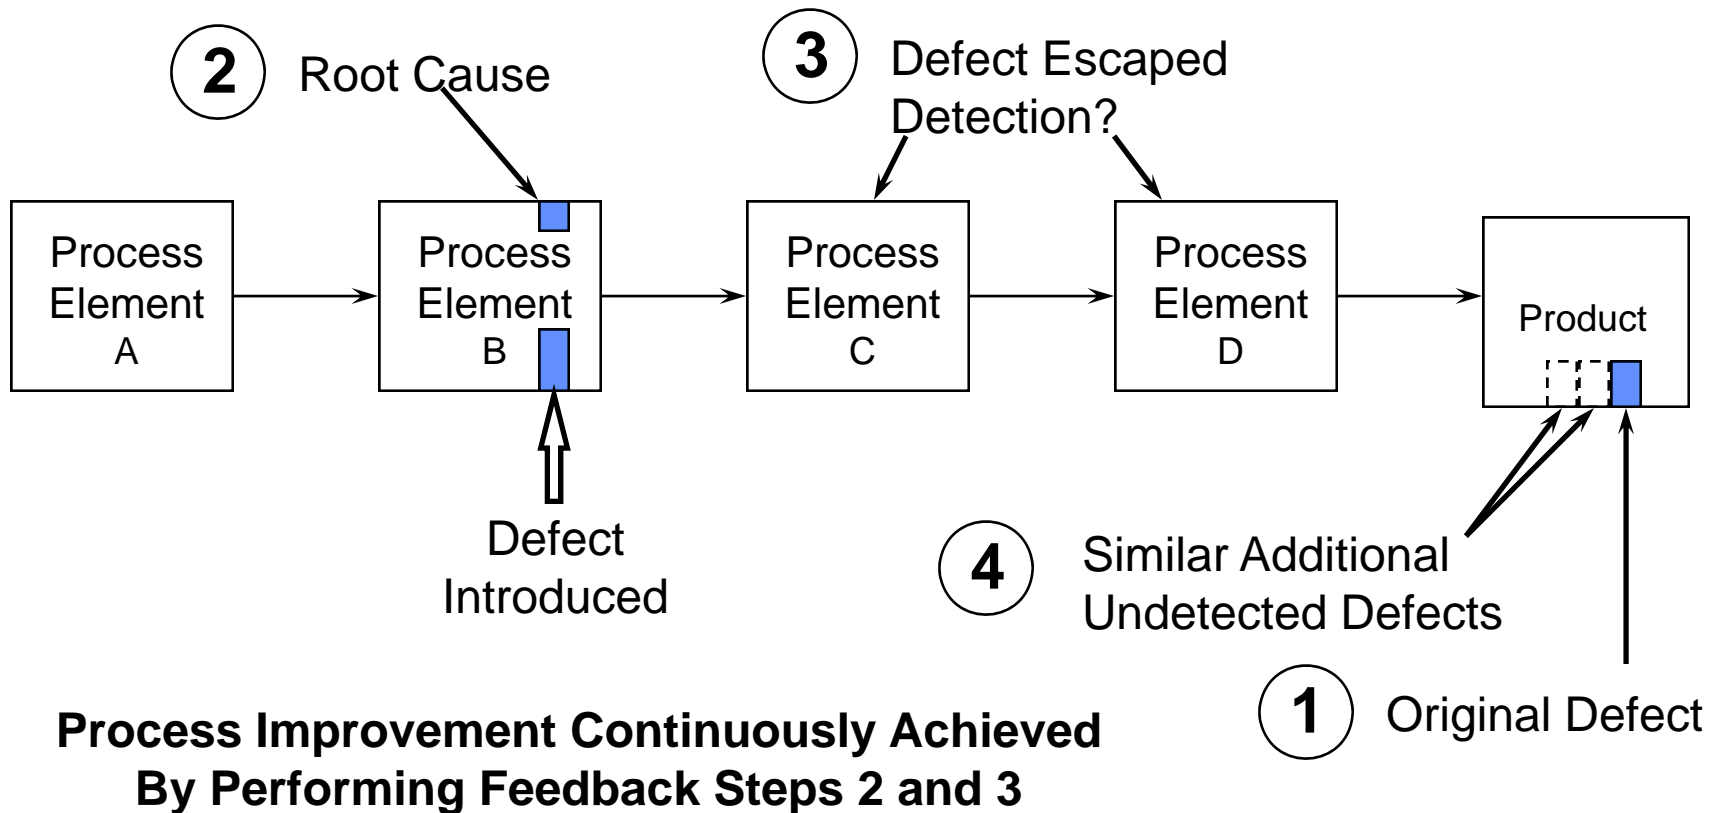 2 Root Cause
3 Defect Escaped
Detection?
Process
Element
A
Process
Element
B
Process
Element
C
Process
Element
D
Product
Defect
Introduced
4 Similar Additional
Undetected Defects
1 Original Defect
Process Improvement Continuously Achieved
By Performing Feedback Steps 2 and 3